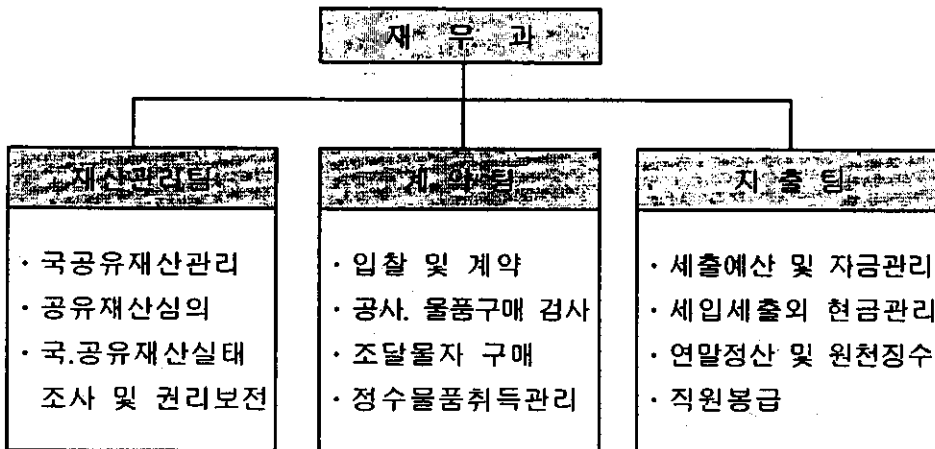 재 무 과
재산관리팀
· 국공유재산관리
· 공유재산심의
· 국.공유재산실태
조사 및 권리보전
계 약 팀
· 입찰 및 계약
· 공사. 물품구매 검사
· 조달물자 구매
· 정수물품취득관리
지 출 팀
· 세출예산 및 자금관리
· 세입세출외 현금관리
· 연말정산 및 원천징수
· 직원봉급